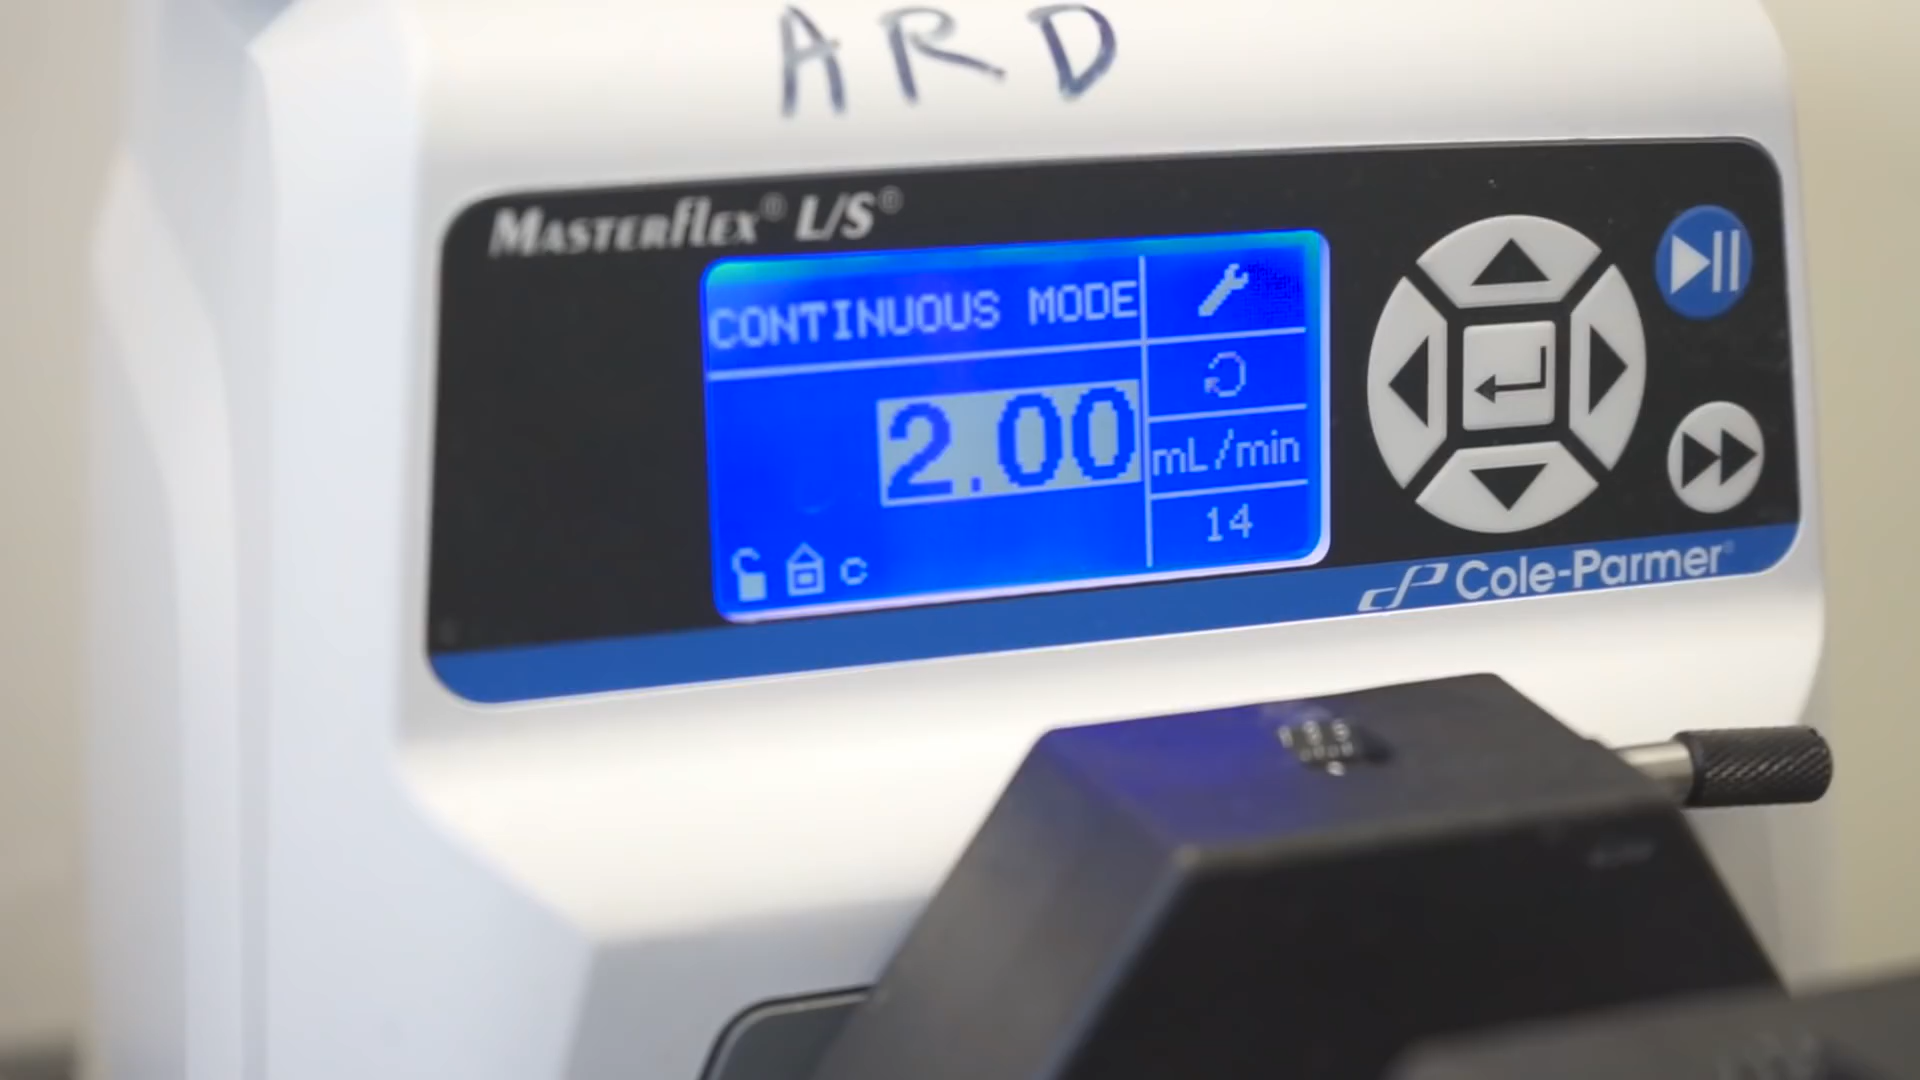 ARD
MASTERFLEX® L/S®
CONTINUOUS MODE
2.00
mL/min
14
c
Cole-Parmer®